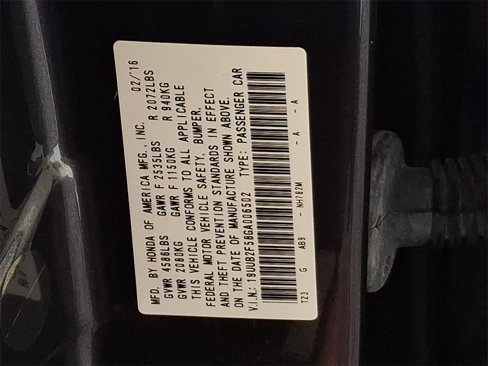 MFD. BY HONDA OF AMERICA MFG., INC. 02/16
GVWR 4586LBS GAWR F 2535LBS R 2072LBS
GVWR 2080KG GAWR F 1150KG R 940KG
THIS VEHICLE CONFORMS TO ALL APPLICABLE
FEDERAL MOTOR VEHICLE SAFETY, BUMPER,
AND THEFT PREVENTION STANDARDS IN EFFECT
ON THE DATE OF MANUFACTURE SHOWN ABOVE.
V.I.N.: 19UUB2F58GA006502 TYPE: PASSENGER CAR
TZ3 G AB9 - NH782M - A - A